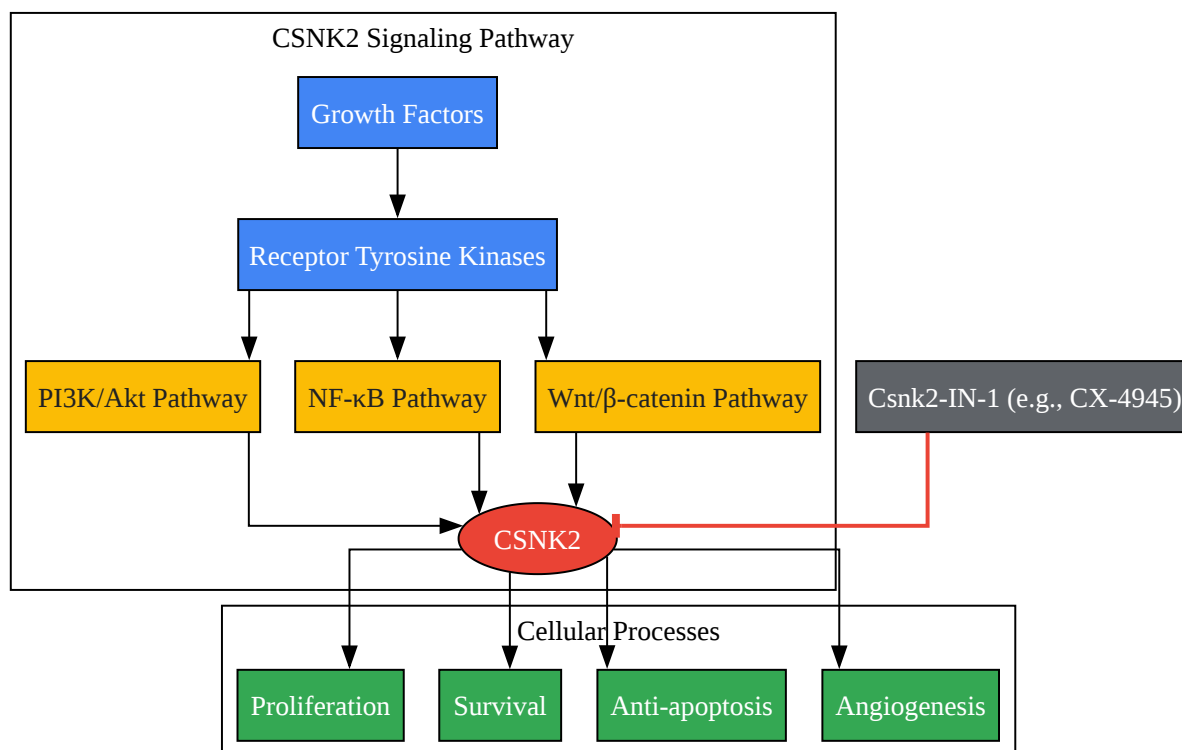 CSNK2 Signaling Pathway
Growth Factors
Receptor Tyrosine Kinases
PI3K/Akt Pathway
NF-κB Pathway
Wnt/β-catenin Pathway
Csnk2-IN-1 (e.g., CX-4945)
CSNK2
Cellular Processes
Proliferation
Survival
Anti-apoptosis
Angiogenesis